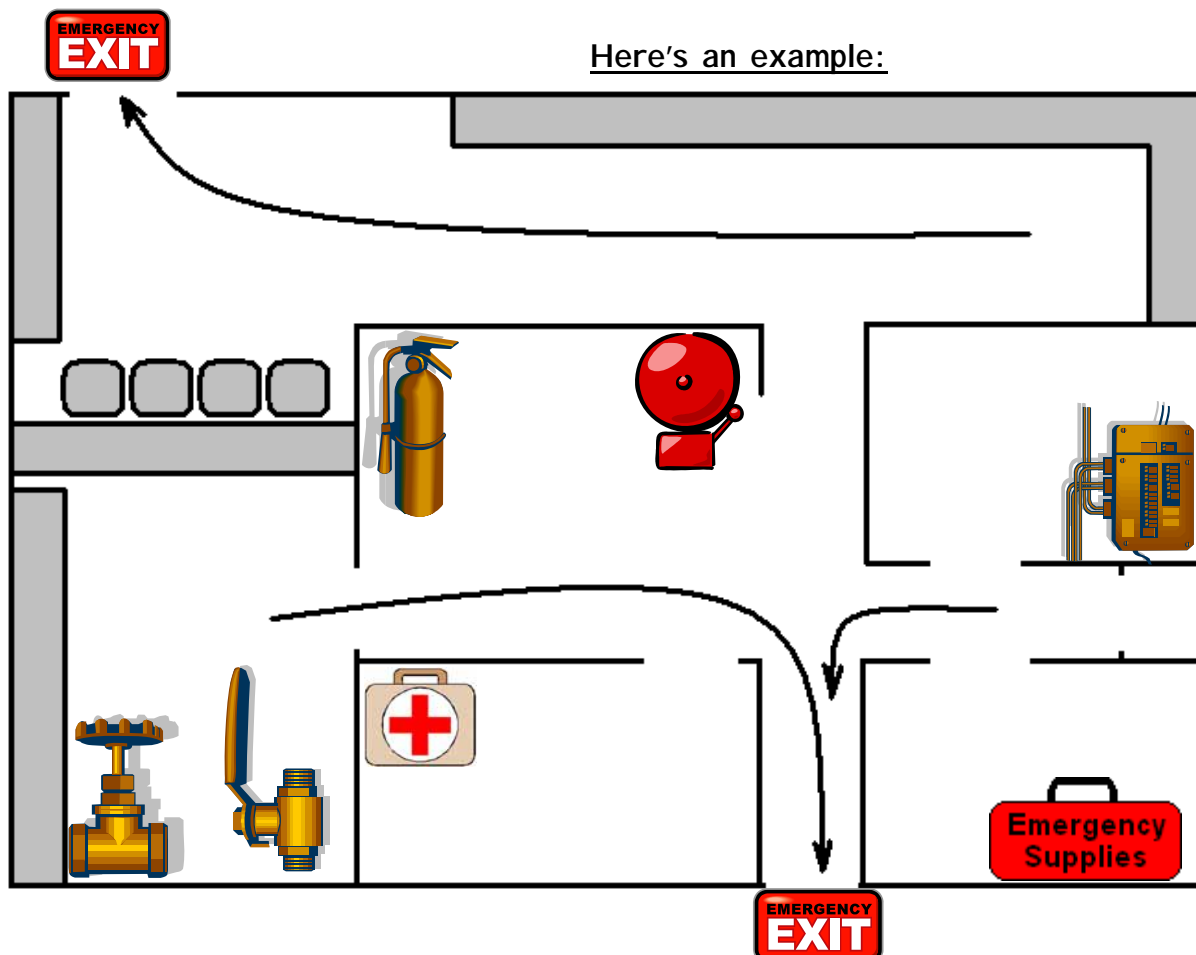 EMERGENCY
EXIT
Here's an example:
Emergency
Supplies
EMERGENCY
EXIT